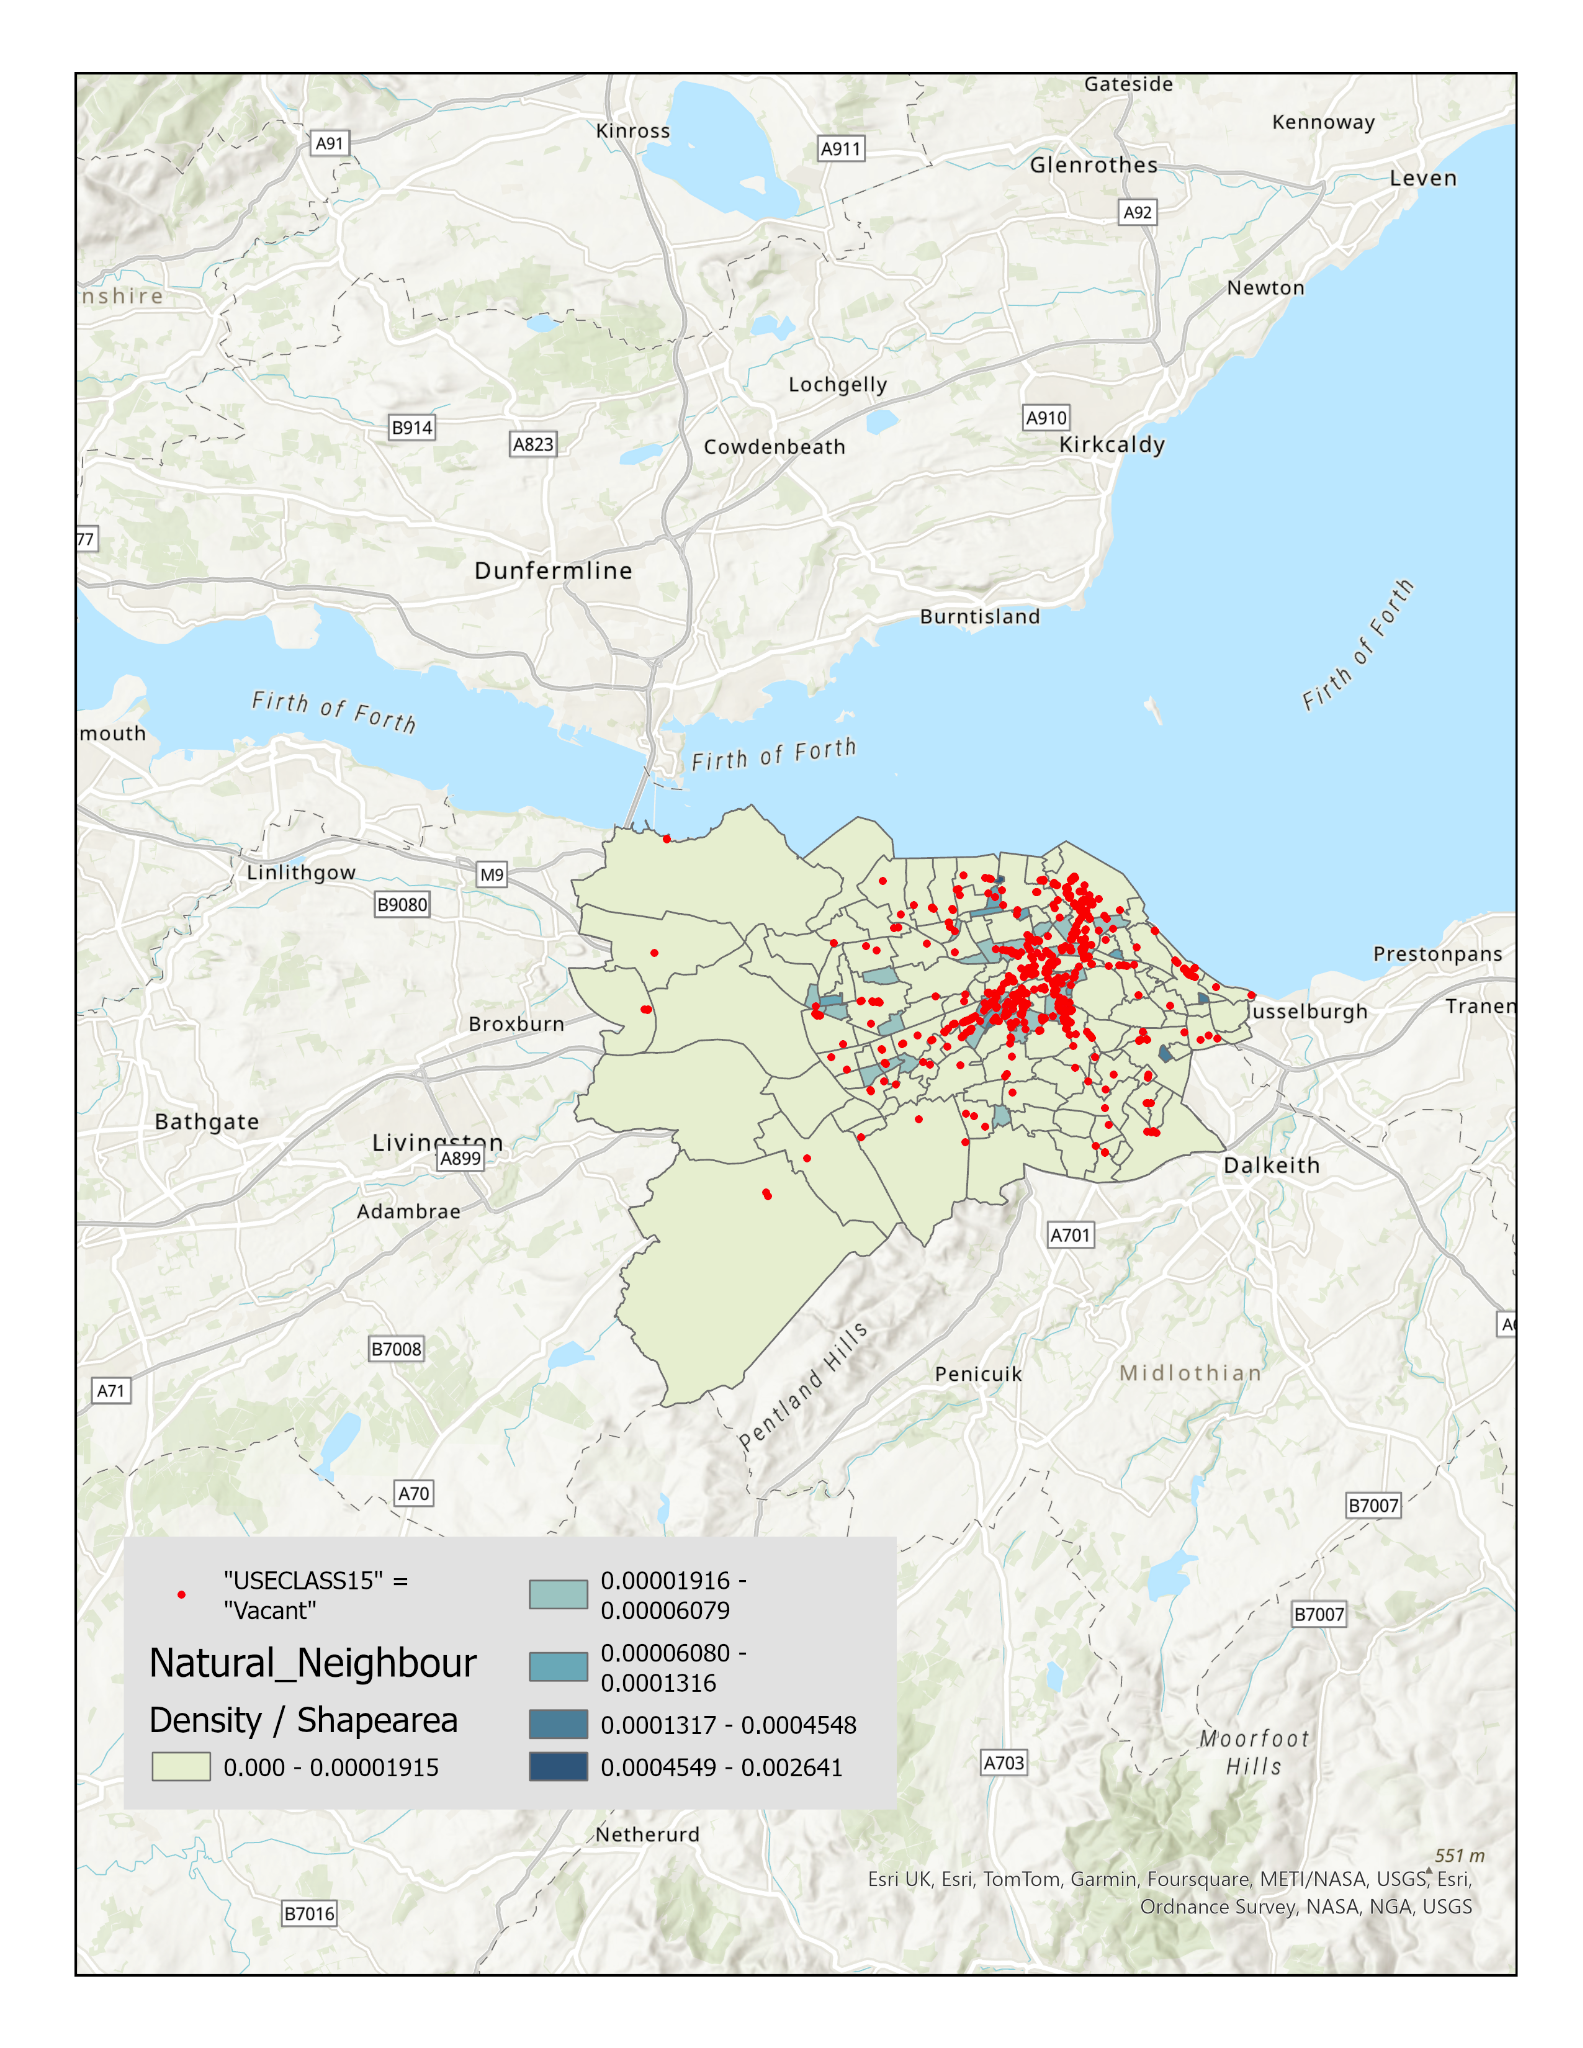 Gateside
Kennoway
Kinross
A91
A911
Glenrothes
Leven
A92
Newton
nshire
Lochgelly
A910
B914
A823
Cowdenbeath
Kirkcaldy
77
Dunfermline
Burntisland
Firth of Forth
Firth of Forth
mouth
Firth of Forth
Linlithgow
M9
B9080
Prestonpans
Broxburn
usselburgh
Tranen
Bathgate
Livingston
A899
Dalkeith
Adambrae
A701
B7008
A71
Penicuik
Midlothian
Pentland Hills
A70
B7007
"USECLASS15" =
"Vacant"
Natural_Neighbour
Density / Shapearea
0.000 - 0.00001915
0.00001916 -
0.00006079
0.00006080 -
0.0001316
0.0001317 - 0.0004548
0.0004549 - 0.002641
B7007
Moorfoot
Hills
A703
Netherurd
551 m
Esri UK, Esri, TomTom, Garmin, Foursquare, METI/NASA, USGS, Esri,
Ordnance Survey, NASA, NGA, USGS
B7016